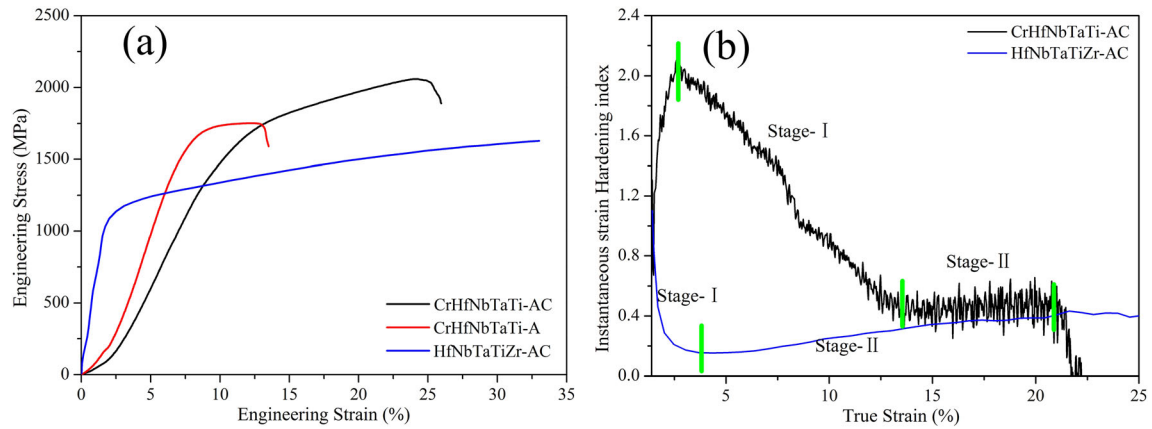 (a)
2500
2000
1500
1000
500
0
0
5
10
15
20
25
30
35
Engineering Stress (MPa)
Engineering Strain (%)
CrHfNbTaTi-AC
CrHfNbTaTi-A
HfNbTaTiZr-AC
(b)
2.4
2.0
1.6
1.2
0.8
0.4
0.0
5
10
15
20
25
Instantaneous strain Hardening index
True Strain (%)
CrHfNbTaTi-AC
HfNbTaTiZr-AC
Stage-Ⅰ
Stage-Ⅱ
Stage-Ⅰ
Stage-Ⅱ